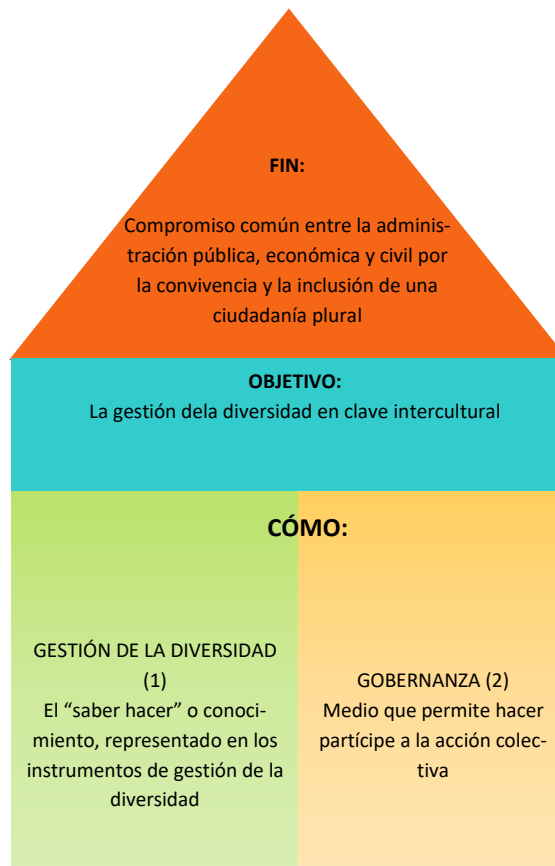 FIN:
Compromiso común entre la adminis-
tración pública, económica y civil por
la convivencia y la inclusión de una
ciudadanía plural
OBJETIVO:
La gestión dela diversidad en clave intercultural
CÓMO:
GESTIÓN DE LA DIVERSIDAD
(1)
El “saber hacer” o conoci-
miento, representado en los
instrumentos de gestión de la
diversidad
GOBERNANZA (2)
Medio que permite hacer
partícipe a la acción colec-
tiva